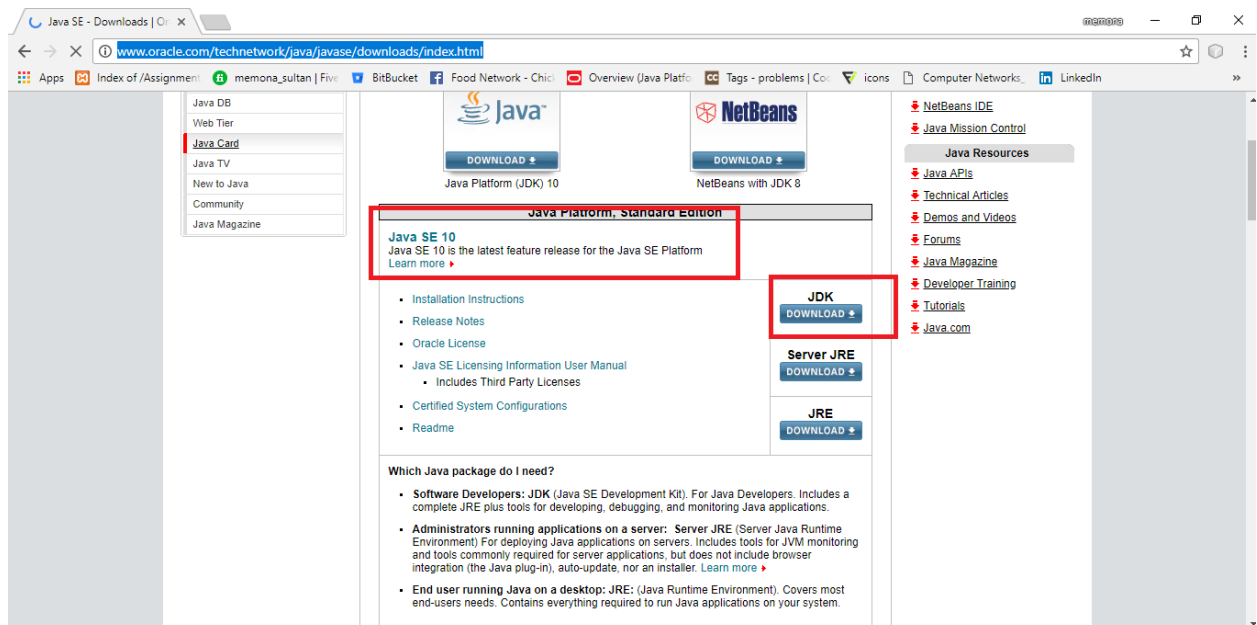 Java SE - Downloads | Or
memona
www.oracle.com/technetwork/java/javase/downloads/index.html
Apps
Index of /Assignment
memona_sultan | Five
BitBucket
Food Network - Chick
Overview (Java Platfo
Tags - problems | Co
icons
Computer Networks_
LinkedIn
»
Java DB
Web Tier
Java Card
Java TV
New to Java
Community
Java Magazine
Java
DOWNLOAD
Java Platform (JDK) 10
NetBeans
DOWNLOAD
NetBeans with JDK 8
Java Platform, Standard Edition
Java SE 10
Java SE 10 is the latest feature release for the Java SE Platform
Learn more
Installation Instructions
Release Notes
Oracle License
Java SE Licensing Information User Manual
Includes Third Party Licenses
Certified System Configurations
Readme
JDK
DOWNLOAD
Server JRE
DOWNLOAD
JRE
DOWNLOAD
Which Java package do I need?
Software Developers: JDK (Java SE Development Kit). For Java Developers. Includes a
complete JRE plus tools for developing, debugging, and monitoring Java applications.
Administrators running applications on a server: Server JRE (Server Java Runtime
Environment) For deploying Java applications on servers. Includes tools for JVM monitoring
and tools commonly required for server applications, but does not include browser
integration (the Java plug-in), auto-update, nor an installer. Learn more
End user running Java on a desktop: JRE: (Java Runtime Environment). Covers most
end-users needs. Contains everything required to run Java applications on your system.
NetBeans IDE
Java Mission Control
Java Resources
Java APIs
Technical Articles
Demos and Videos
Forums
Java Magazine
Developer Training
Tutorials
Java.com